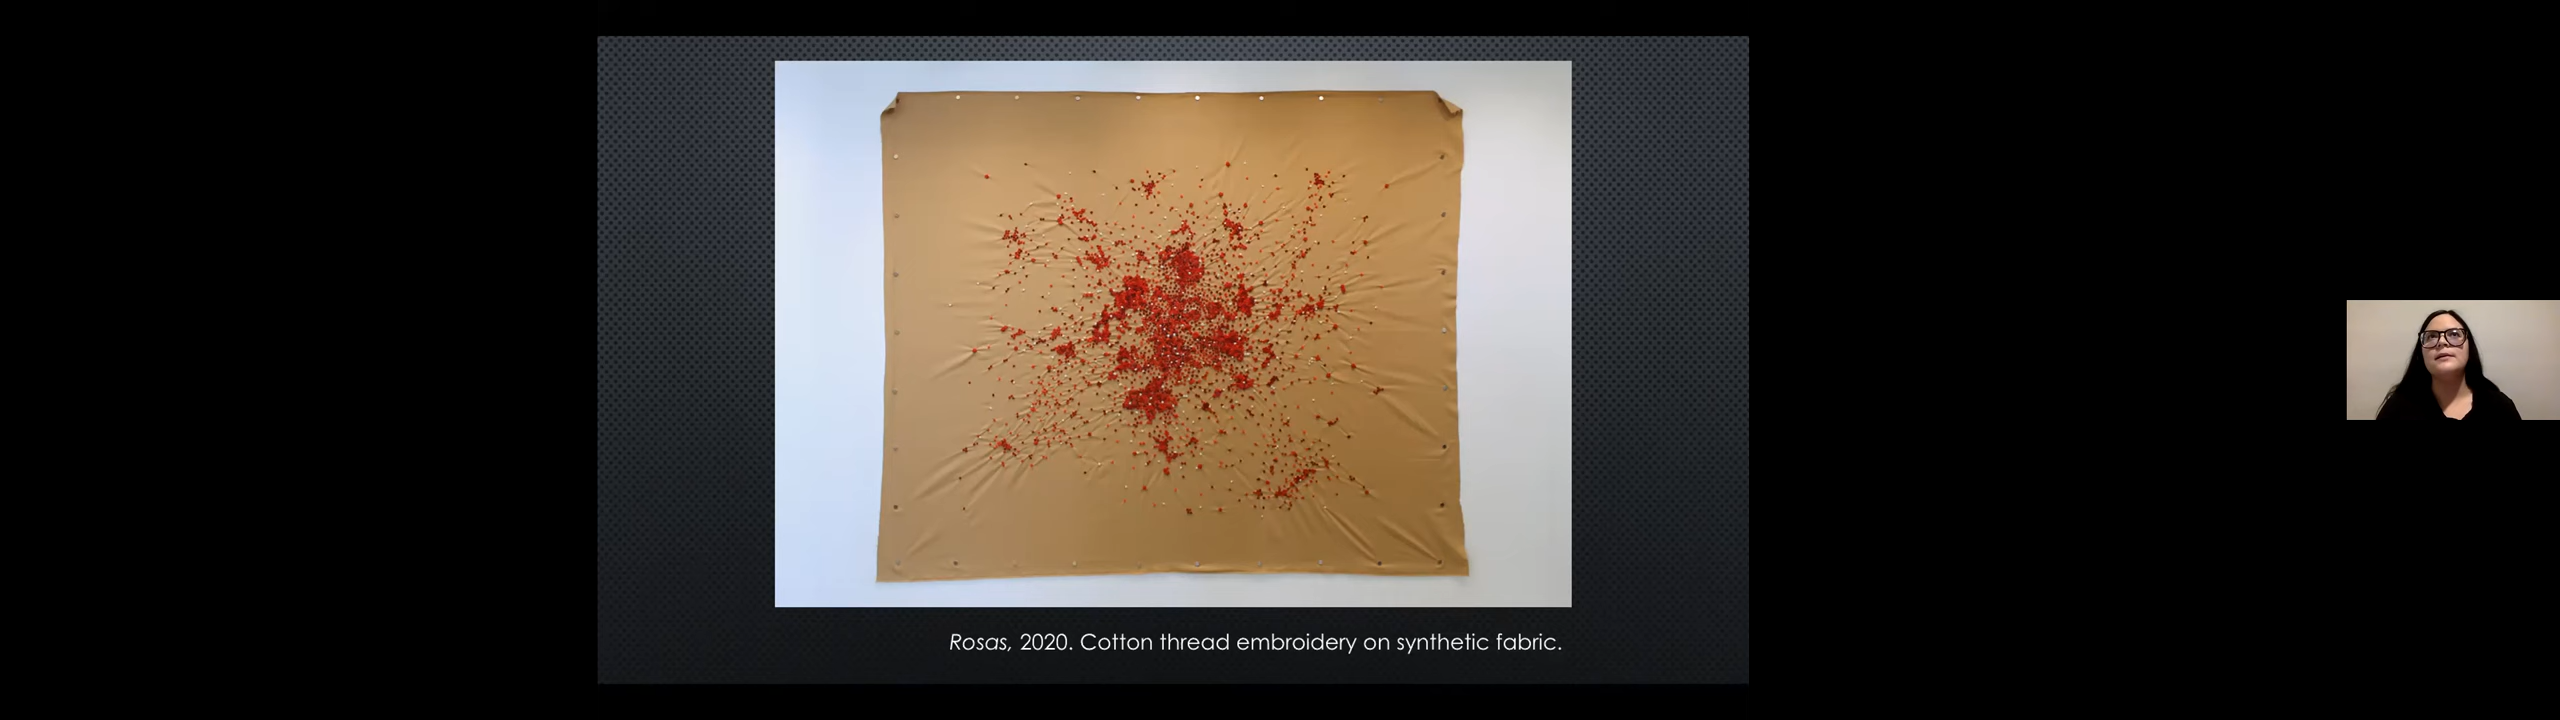 Rosas, 2020. Cotton thread embroidery on synthetic fabric.